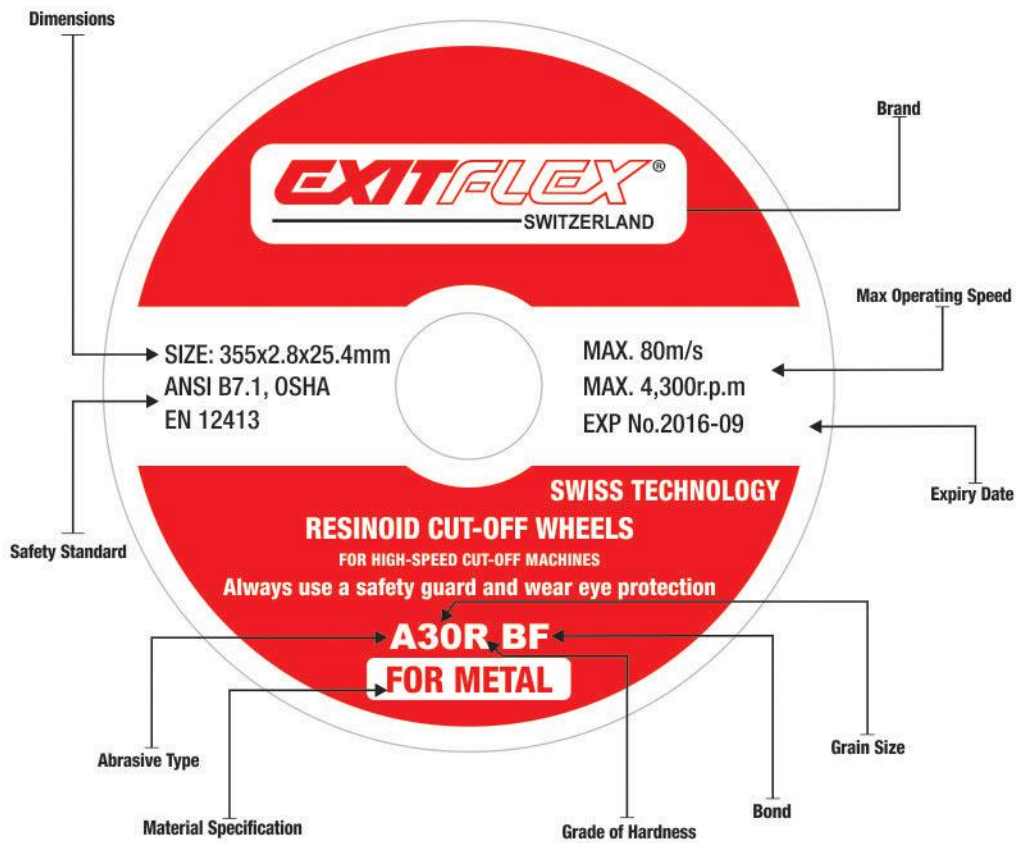 Dimensions
Brand
EXITFLEX®
SWITZERLAND
Max Operating Speed
SIZE: 355x2.8x25.4mm
ANSI B7.1, OSHA
EN 12413
MAX. 80m/s
MAX. 4,300r.p.m
EXP No.2016-09
Safety Standard
Expiry Date
SWISS TECHNOLOGY
RESINOID CUT-OFF WHEELS
FOR HIGH-SPEED CUT-OFF MACHINES
Always use a safety guard and wear eye protection
A30R BF
FOR METAL
Abrasive Type
Grain Size
Material Specification
Grade of Hardness
Bond